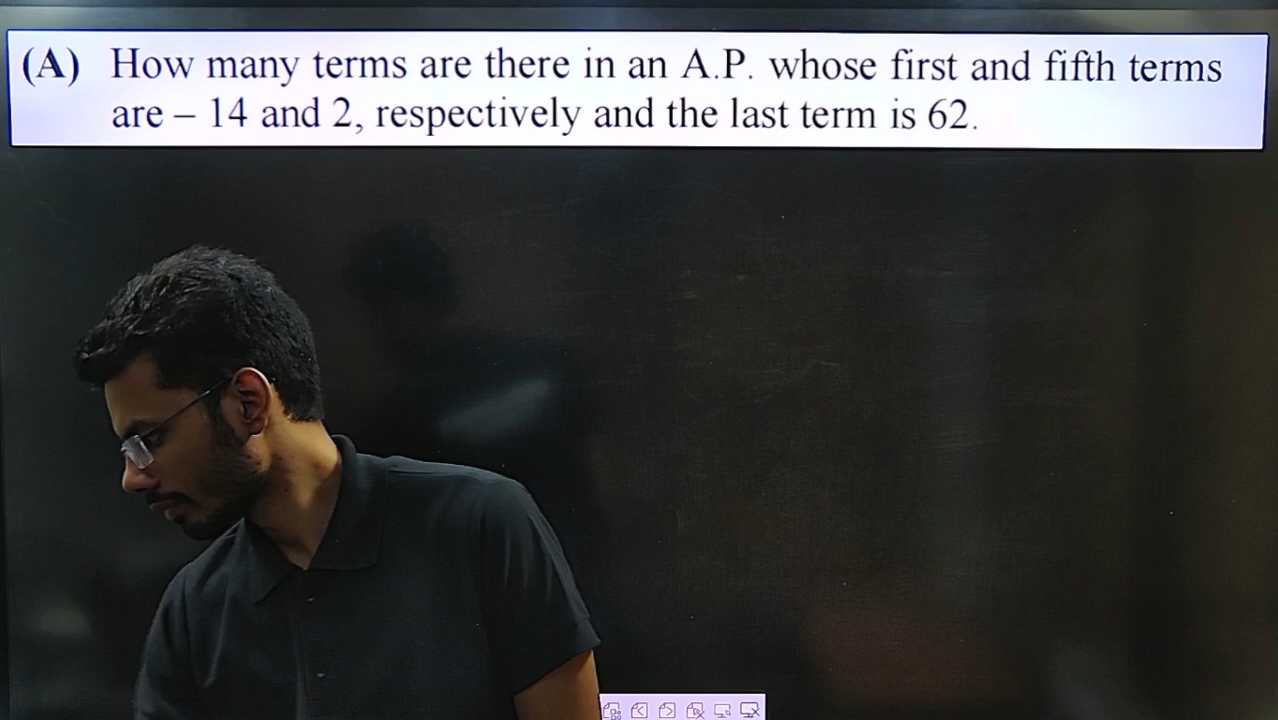 (A) How many terms are there in an A.P. whose first and fifth terms
are – 14 and 2, respectively and the last term is 62.